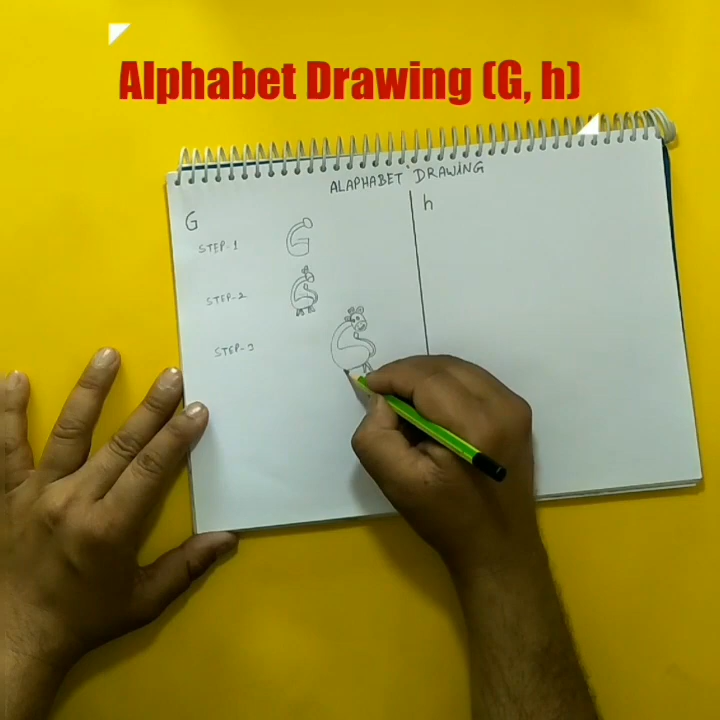 Alphabet Drawing (G, h)
ALAPHABET DRAWING
G
h
STEP-1
STEP-2
STEP-3